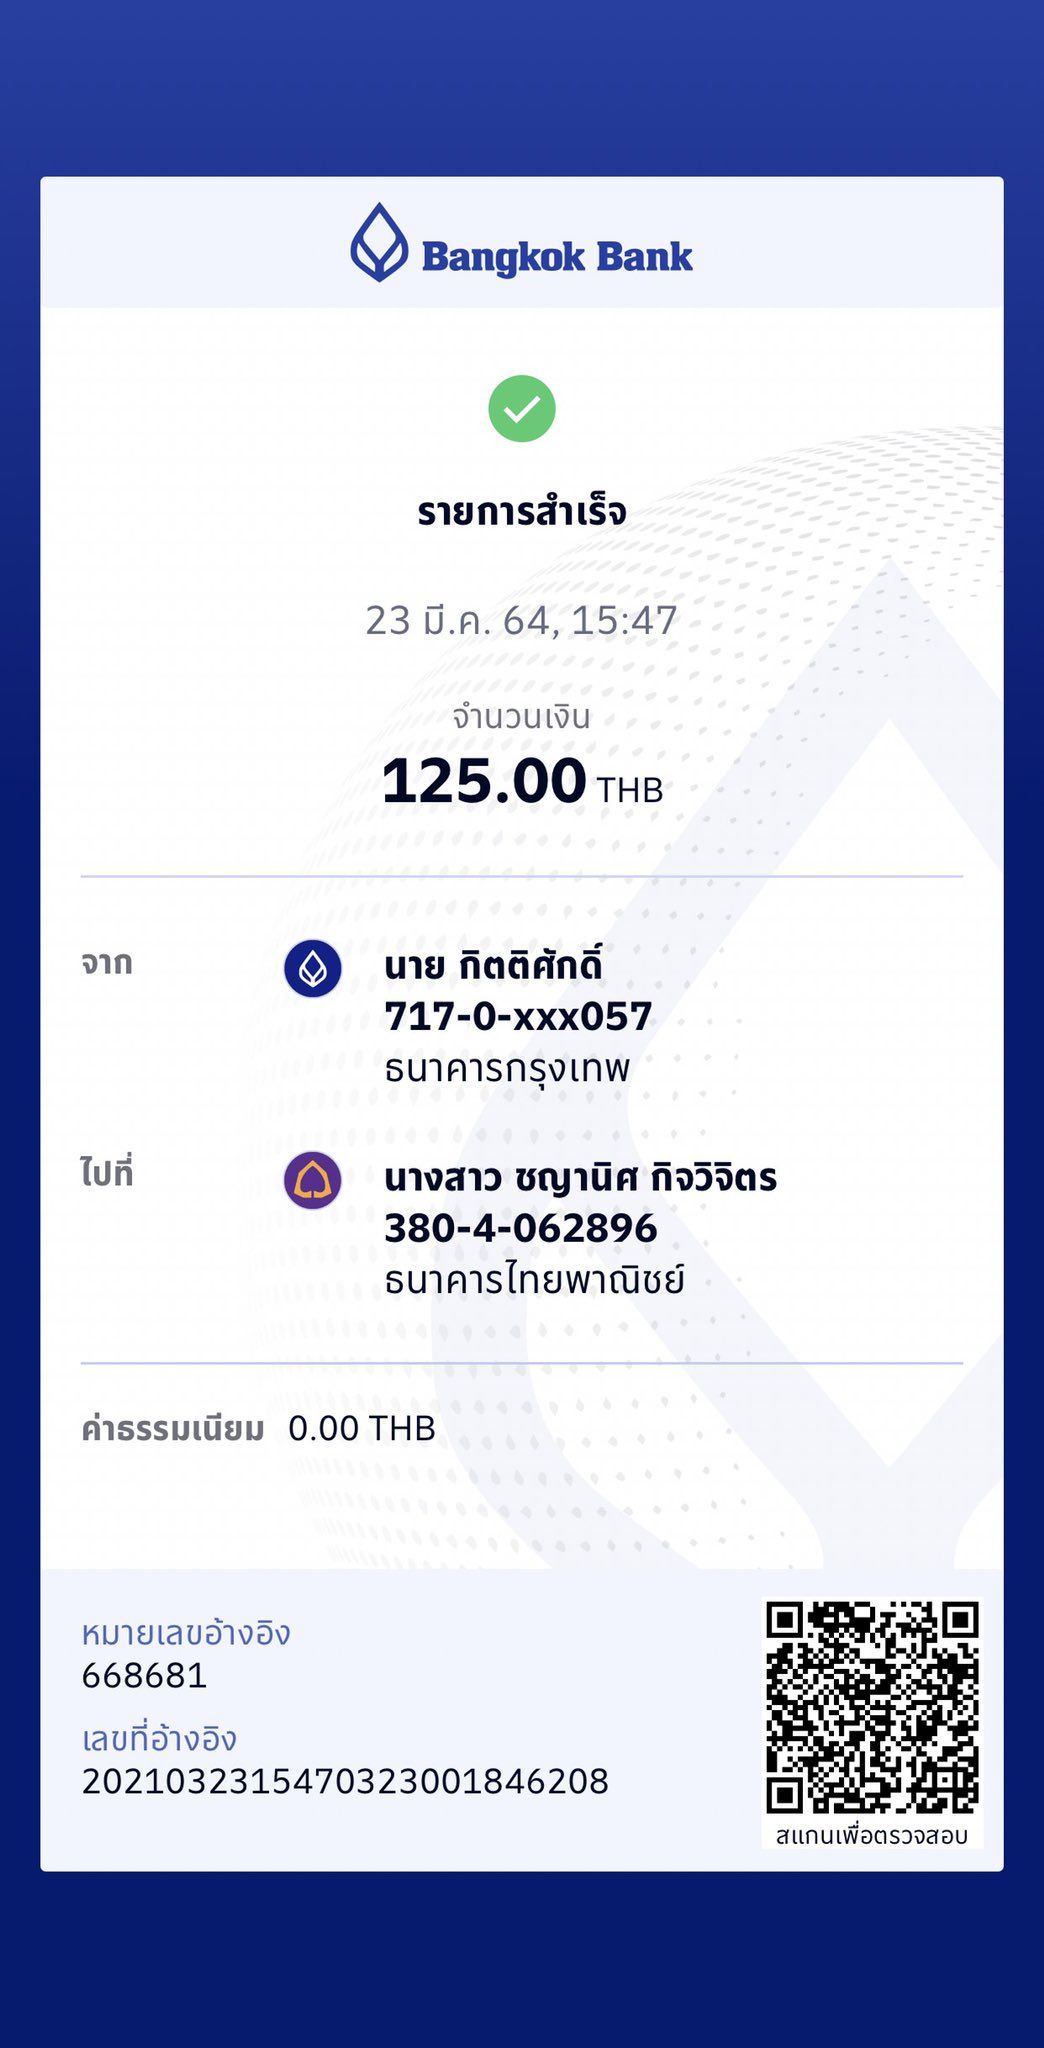 Bangkok Bank
รายการสำเร็จ
23 มี.ค. 64, 15:47
จำนวนเงิน
125.00 THB
จาก
นาย กิตติศักดิ์
717-0-xxx057
ธนาคารกรุงเทพ
ไปที่
นางสาว ชญานิศ กิจวิจิตร
380-4-062896
ธนาคารไทยพาณิชย์
ค่าธรรมเนียม 0.00 THB
หมายเลขอ้างอิง
668681
เลขที่อ้างอิง
2021032315470323001846208
สแกนเพื่อตรวจสอบ